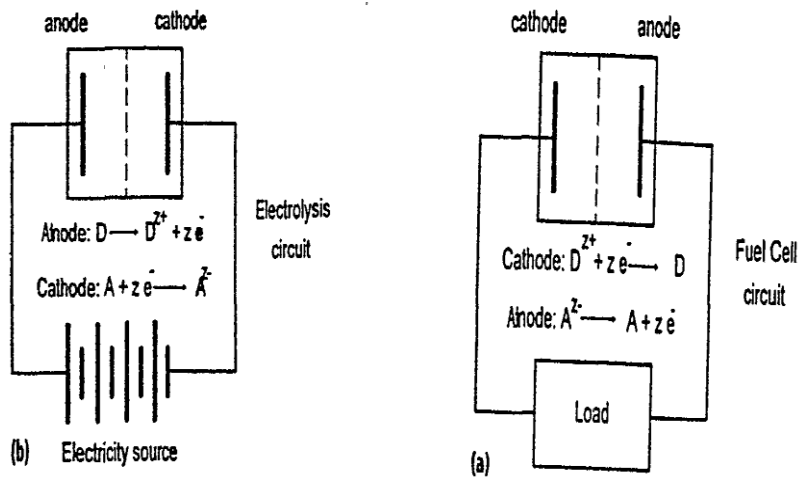 anode cathode
Electrolysis
circuit
Anode: D → D^z+ + z e^-
Cathode: A + z e^- → A^z-
(b) Electricity source
cathode anode
Fuel Cell
circuit
Cathode: D^z+ + z e^- → D
Anode: A^z- → A + z e^-
Load
(a)